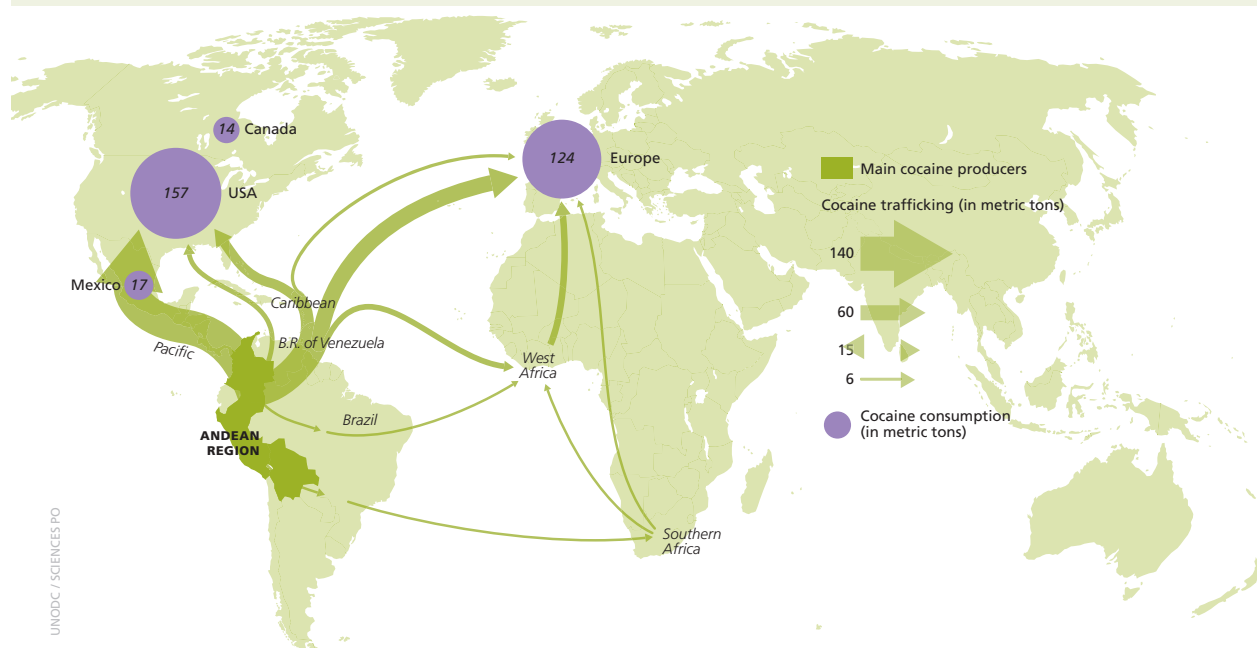 14 Canada
157
USA
124
Europe
Mexico 17
Caribbean
Pacific
B.R. of Venezuela
West
Africa
Brazil
ANDEAN
REGION
Southern
Africa
Main cocaine producers
Cocaine trafficking (in metric tons)
140
60
15
6
Cocaine consumption
(in metric tons)
UNODC / SCIENCES PO